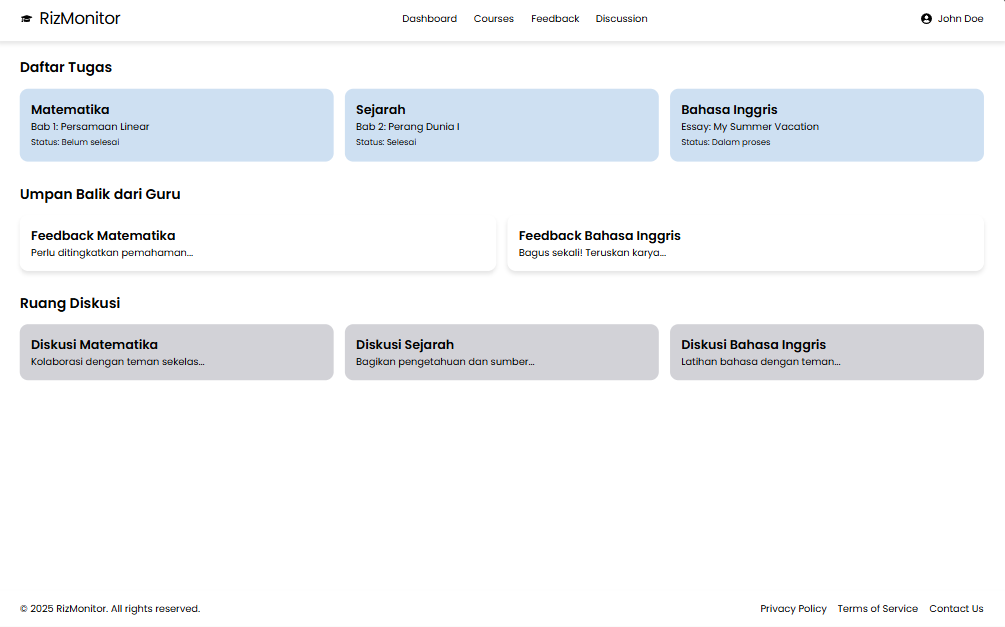 RizMonitor
Dashboard Courses Feedback Discussion
John Doe
Daftar Tugas
Matematika
Bab 1: Persamaan Linear
Status: Belum selesai
Sejarah
Bab 2: Perang Dunia I
Status: Selesai
Bahasa Inggris
Essay: My Summer Vacation
Status: Dalam proses
Umpan Balik dari Guru
Feedback Matematika
Perlu ditingkatkan pemahaman...
Feedback Bahasa Inggris
Bagus sekali! Teruskan karya...
Ruang Diskusi
Diskusi Matematika
Kolaborasi dengan teman sekelas...
Diskusi Sejarah
Bagikan pengetahuan dan sumber...
Diskusi Bahasa Inggris
Latihan bahasa dengan teman...
© 2025 RizMonitor. All rights reserved.
Privacy Policy Terms of Service Contact Us